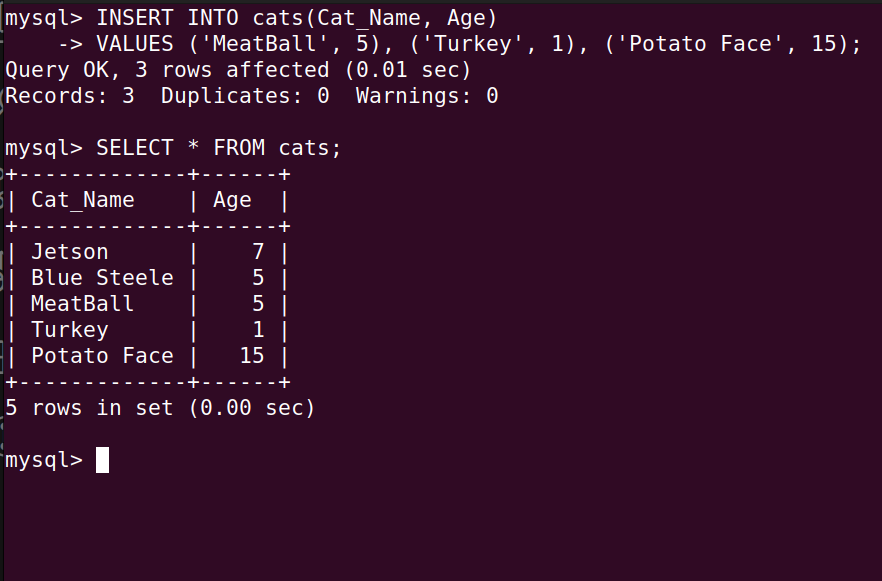 mysql> INSERT INTO cats(Cat_Name, Age)
    -> VALUES ('MeatBall', 5), ('Turkey', 1), ('Potato Face', 15);
Query OK, 3 rows affected (0.01 sec)
Records: 3  Duplicates: 0  Warnings: 0

mysql> SELECT * FROM cats;
+-------------+------+
| Cat_Name    | Age  |
+-------------+------+
| Jetson      |    7 |
| Blue Steele |    5 |
| MeatBall    |    5 |
| Turkey      |    1 |
| Potato Face |   15 |
+-------------+------+
5 rows in set (0.00 sec)

mysql>